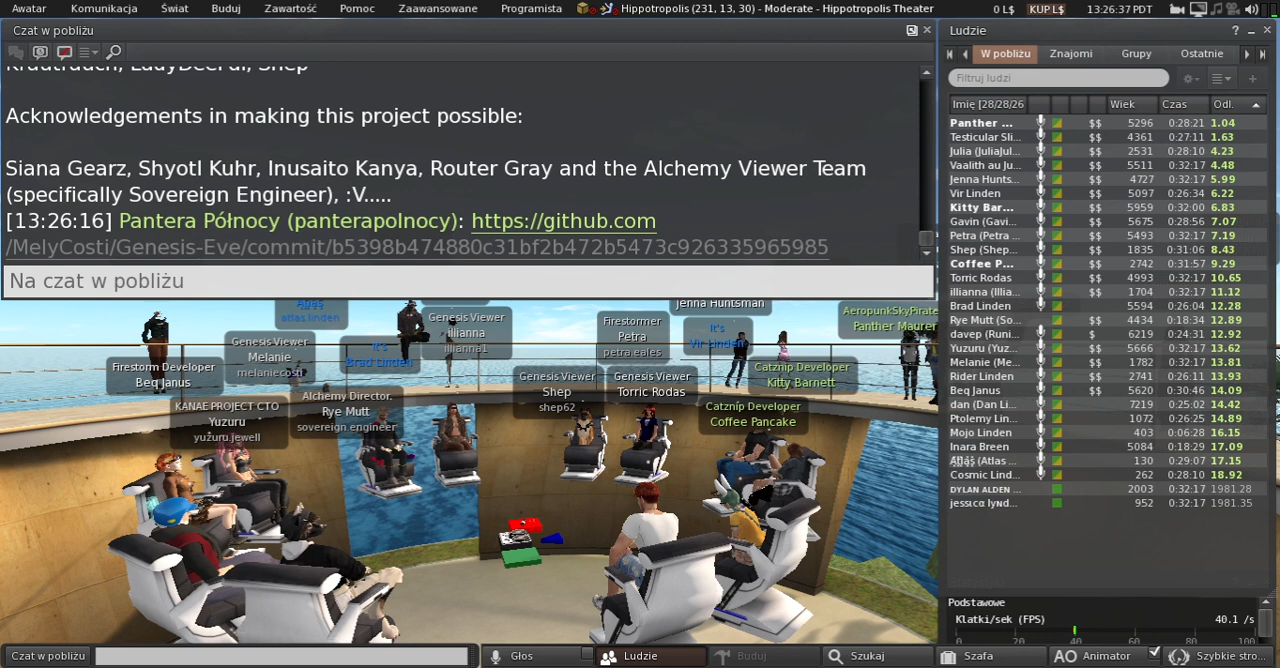 Awatar Komunikacja Świat Buduj Zawartość Pomoc Zaawansowane Programista Hippotropolis (231, 13, 30) - Moderate - Hippotropolis Theater 0 L$ KUP L$ 13:26:37 PDT
Czat w pobliżu
Acknowledgements in making this project possible:
Siana Gearz, Shyotl Kuhr, Inusaito Kanya, Router Gray and the Alchemy Viewer Team
(specifically Sovereign Engineer), :V.....
[13:26:16] Pantera Północy (panterapolnocy): https://github.com
/MelyCosti/Genesis-Eve/commit/b5398b474880c31bf2b472b5473c926335965985
Na czat w pobliżu
atlas.linden
Jenna Huntsman
Genesis Viewer
illianna
illianna1
Firestormer
Petra
petra.eales
It's
Vir Linden
AeropunkSkyPirate
Panther Maurer
Genesis Viewer
Melanie
melaniecosti
It's
Brad Linden
Firestorm Developer
Beq Janus
Genesis Viewer
Shep
shep62
Genesis Viewer
Torric Rodas
Catznip Developer
Kitty Barnett
KANAE PROJECT CTO
Yuzuru
yuzuru.jewell
Alchemy Director
Rye Mutt
sovereign.engineer
Catznip Developer
Coffee Pancake
Ludzie
W pobliżu Znajomi Grupy Ostatnie
Filtruj ludzi
Imię [28/28/26 Wiek Czas Odl.
Panther ... $$ 5296 0:28:21 1.04
Testicular Sli... $$ 4361 0:27:11 1.63
Julia (JuliaJul... $$ 2531 0:28:10 4.23
Vaalith au Ju... $$ 5511 0:32:17 4.48
Jenna Hunts... $$ 4727 0:32:17 5.99
Vir Linden $$ 5097 0:26:34 6.22
Kitty Bar... $$ 5959 0:32:00 6.83
Gavin (Gavi... $$ 5675 0:28:56 7.07
Petra (Petra ... $$ 5493 0:32:17 7.19
Shep (Shep... $$ 1835 0:31:06 8.43
Coffee P... $$ 2742 0:31:57 9.29
Torric Rodas $$ 4993 0:32:17 10.65
illianna (Illia... $$ 1704 0:32:17 11.12
Brad Linden 5594 0:26:04 12.28
Rye Mutt (So... $$ 4434 0:18:34 12.89
davep (Runi... $ 6219 0:24:31 12.92
Yuzuru (Yuz... $$ 5666 0:32:17 13.62
Melanie (Me... $$ 1782 0:32:17 13.81
Rider Linden $$ 2741 0:26:11 13.93
Beq Janus $$ 5620 0:30:46 14.09
dan (Dan Li... 7219 0:25:02 14.42
Ptolemy Lin... 1072 0:26:25 14.89
Mojo Linden 403 0:06:28 16.15
Inara Breen 5084 0:18:29 17.09
(Atlas ... 130 0:29:07 17.15
Cosmic Lind... 262 0:28:10 18.92
DYLAN ALDEN ... 2003 0:32:17 1981.28
jessica lynd... 952 0:32:17 1981.35
Podstawowe
Klatki/sek (FPS) 40.1 /s
0 20 40 60 80 100
Czat w pobliżu Głos Ludzie Buduj Szukaj Szafa AO Animator Szybkie stro...